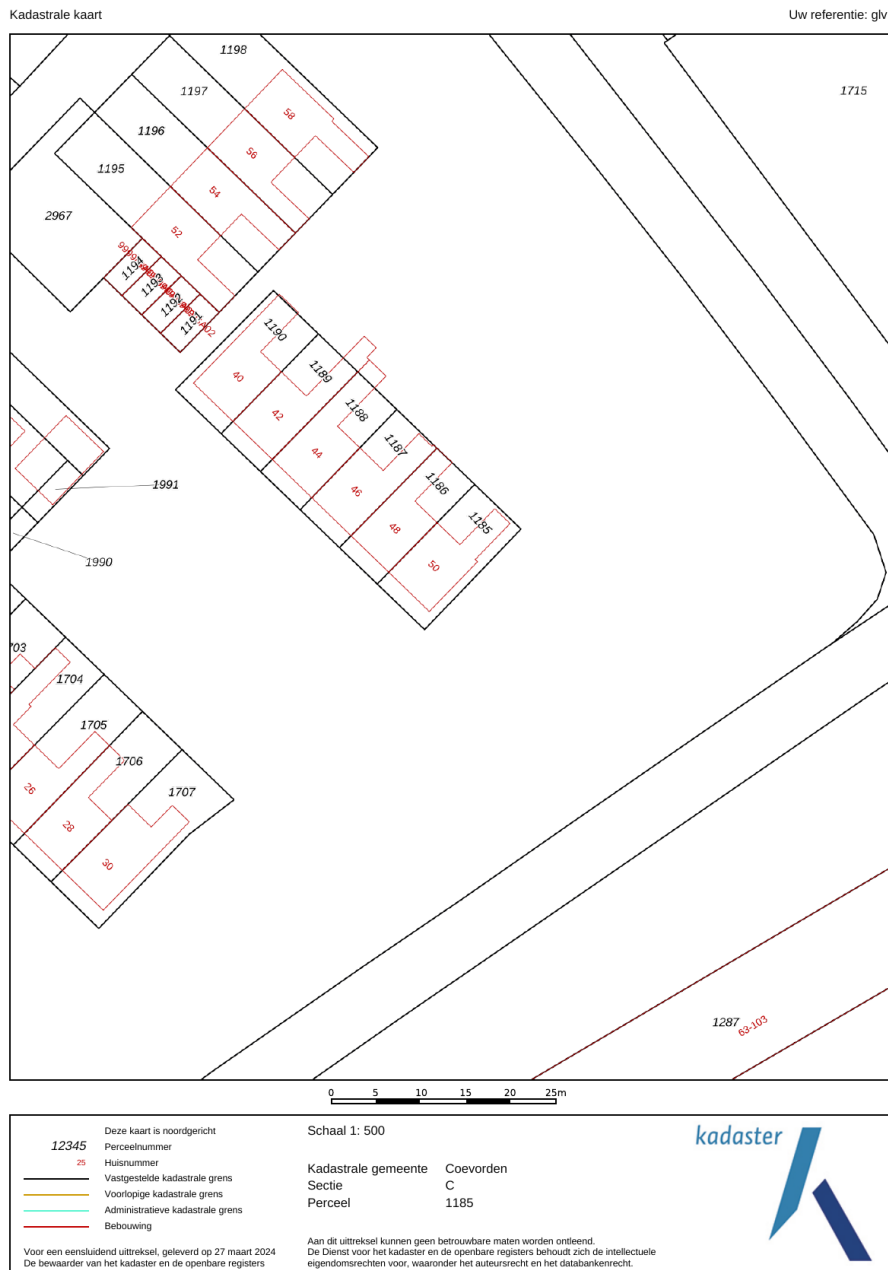 Kadastrale kaart
Uw referentie: glv
1198
1197
1715
58
1196
56
1195
54
2967
52
1194
1193
1192
1191
1190
1189
40
1188
42
1187
44
1186
1991
46
1185
48
1990
50
703
1704
1705
1706
26
1707
28
30
1287
63-103
0 5 10 15 20 25m
Deze kaart is noordgericht
12345 Perceelnummer
25 Huisnummer
Vastgestelde kadastrale grens
Voorlopige kadastrale grens
Administratieve kadastrale grens
Bebouwing
Voor een eensluidend uittreksel, geleverd op 27 maart 2024
De bewaarder van het kadaster en de openbare registers
Schaal 1: 500
Kadastrale gemeente Coevorden
Sectie C
Perceel 1185
Aan dit uittreksel kunnen geen betrouwbare maten worden ontleend.
De Dienst voor het kadaster en de openbare registers behoudt zich de intellectuele
eigendomsrechten voor, waaronder het auteursrecht en het databankenrecht.
kadaster